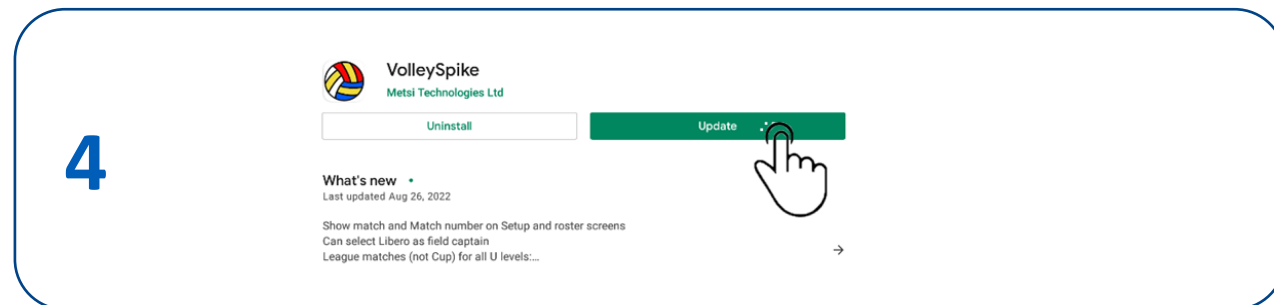 4
VolleySpike
Metsi Technologies Ltd
Uninstall
Update
What's new •
Last updated Aug 26, 2022
Show match and Match number on Setup and roster screens
Can select Libero as field captain
League matches (not Cup) for all U levels:...